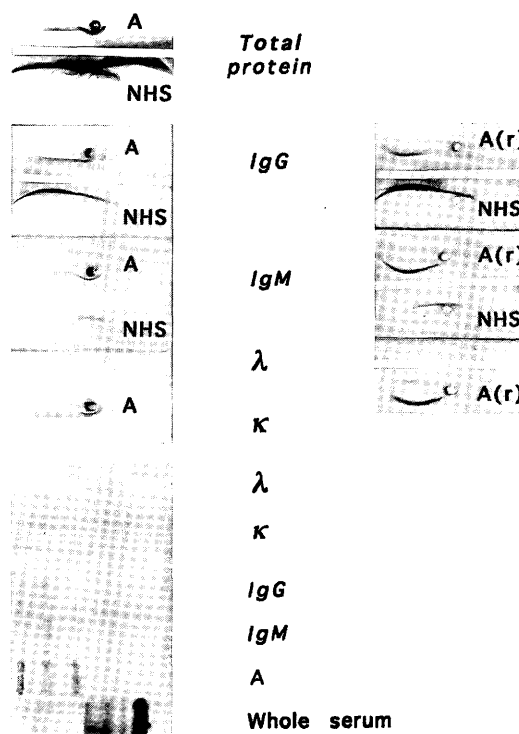 A
Total
protein
NHS
A
IgG
A(r)
NHS
NHS
A
IgM
A(r)
NHS
NHS
λ
A
κ
A(r)
λ
κ
IgG
IgM
A
Whole serum